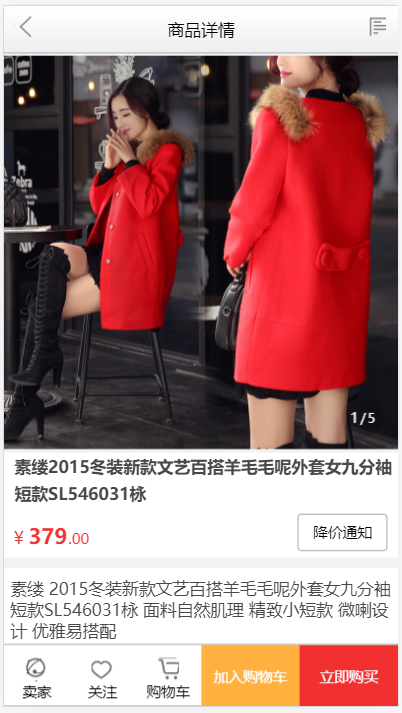 商品详情
Zebra
1/5
素缕2015冬装新款文艺百搭羊毛毛呢外套女九分袖
短款SL546031栐
¥ 379.00
降价通知
素缕 2015冬装新款文艺百搭羊毛毛呢外套女九分袖
短款SL546031栐 面料自然肌理 精致小短款 微喇设
计 优雅易搭配
卖家 关注 购物车 加入购物车 立即购买